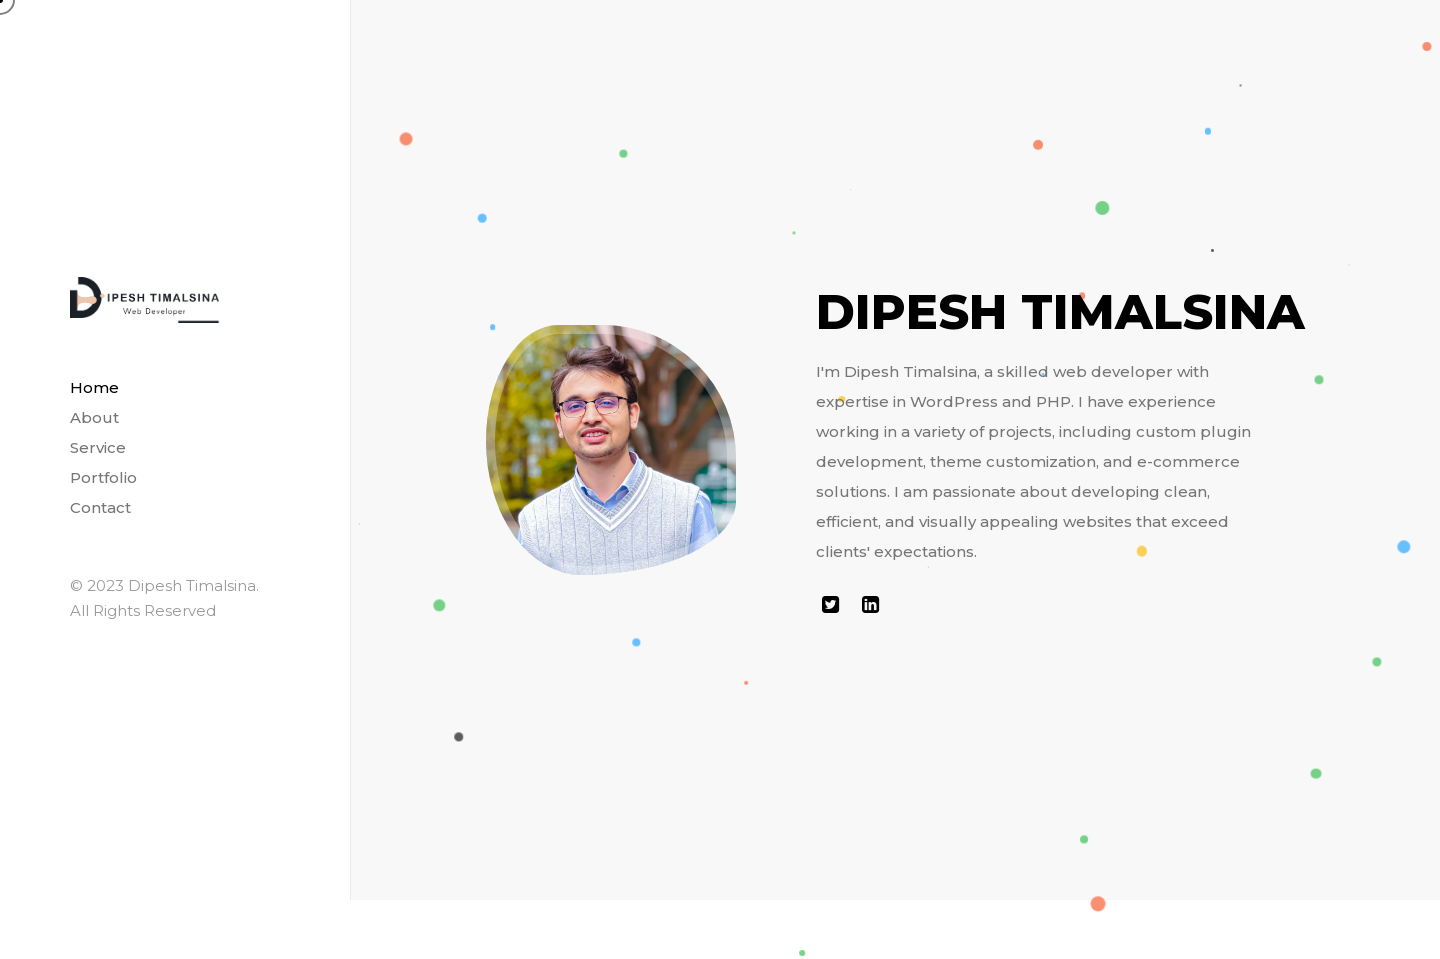 IPESH TIMALSINA
Web Developer
Home
About
Service
Portfolio
Contact
© 2023 Dipesh Timalsina.
All Rights Reserved
DIPESH TIMALSINA
I'm Dipesh Timalsina, a skilled web developer with
expertise in WordPress and PHP. I have experience
working in a variety of projects, including custom plugin
development, theme customization, and e-commerce
solutions. I am passionate about developing clean,
efficient, and visually appealing websites that exceed
clients' expectations.
in